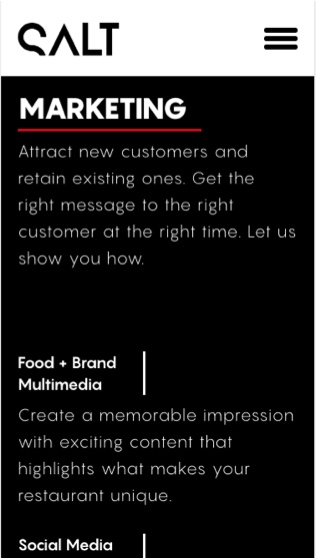 SALT
MARKETING
Attract new customers and
retain existing ones. Get the
right message to the right
customer at the right time. Let us
show you how.
Food + Brand
Multimedia
Create a memorable impression
with exciting content that
highlights what makes your
restaurant unique.
Social Media